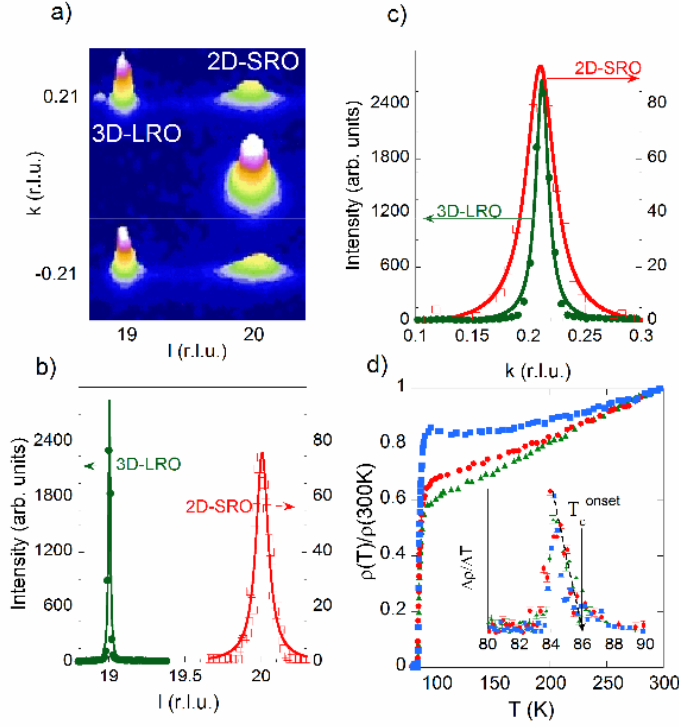 a)
2D-SRO
0.21
3D-LRO
k (r.l.u.)
-0.21
19 20
l (r.l.u.)
b)
2400
1800
1200
600
0
80
60
40
20
0
3D-LRO
2D-SRO
Intensity (arb. units)
19 20
l (r.l.u.)
c)
2400
1800
1200
600
0
80
60
40
20
0
2D-SRO
3D-LRO
Intensity (arb. units)
0.1 0.15 0.2 0.25 0.3
k (r.l.u.)
d)
1
0.8
0.6
0.4
0.2
0
ρ(T)/ρ(300K)
T_c^onset
Δρ/ΔT
80 82 84 86 88 90
100 150 200 250 300
T (K)